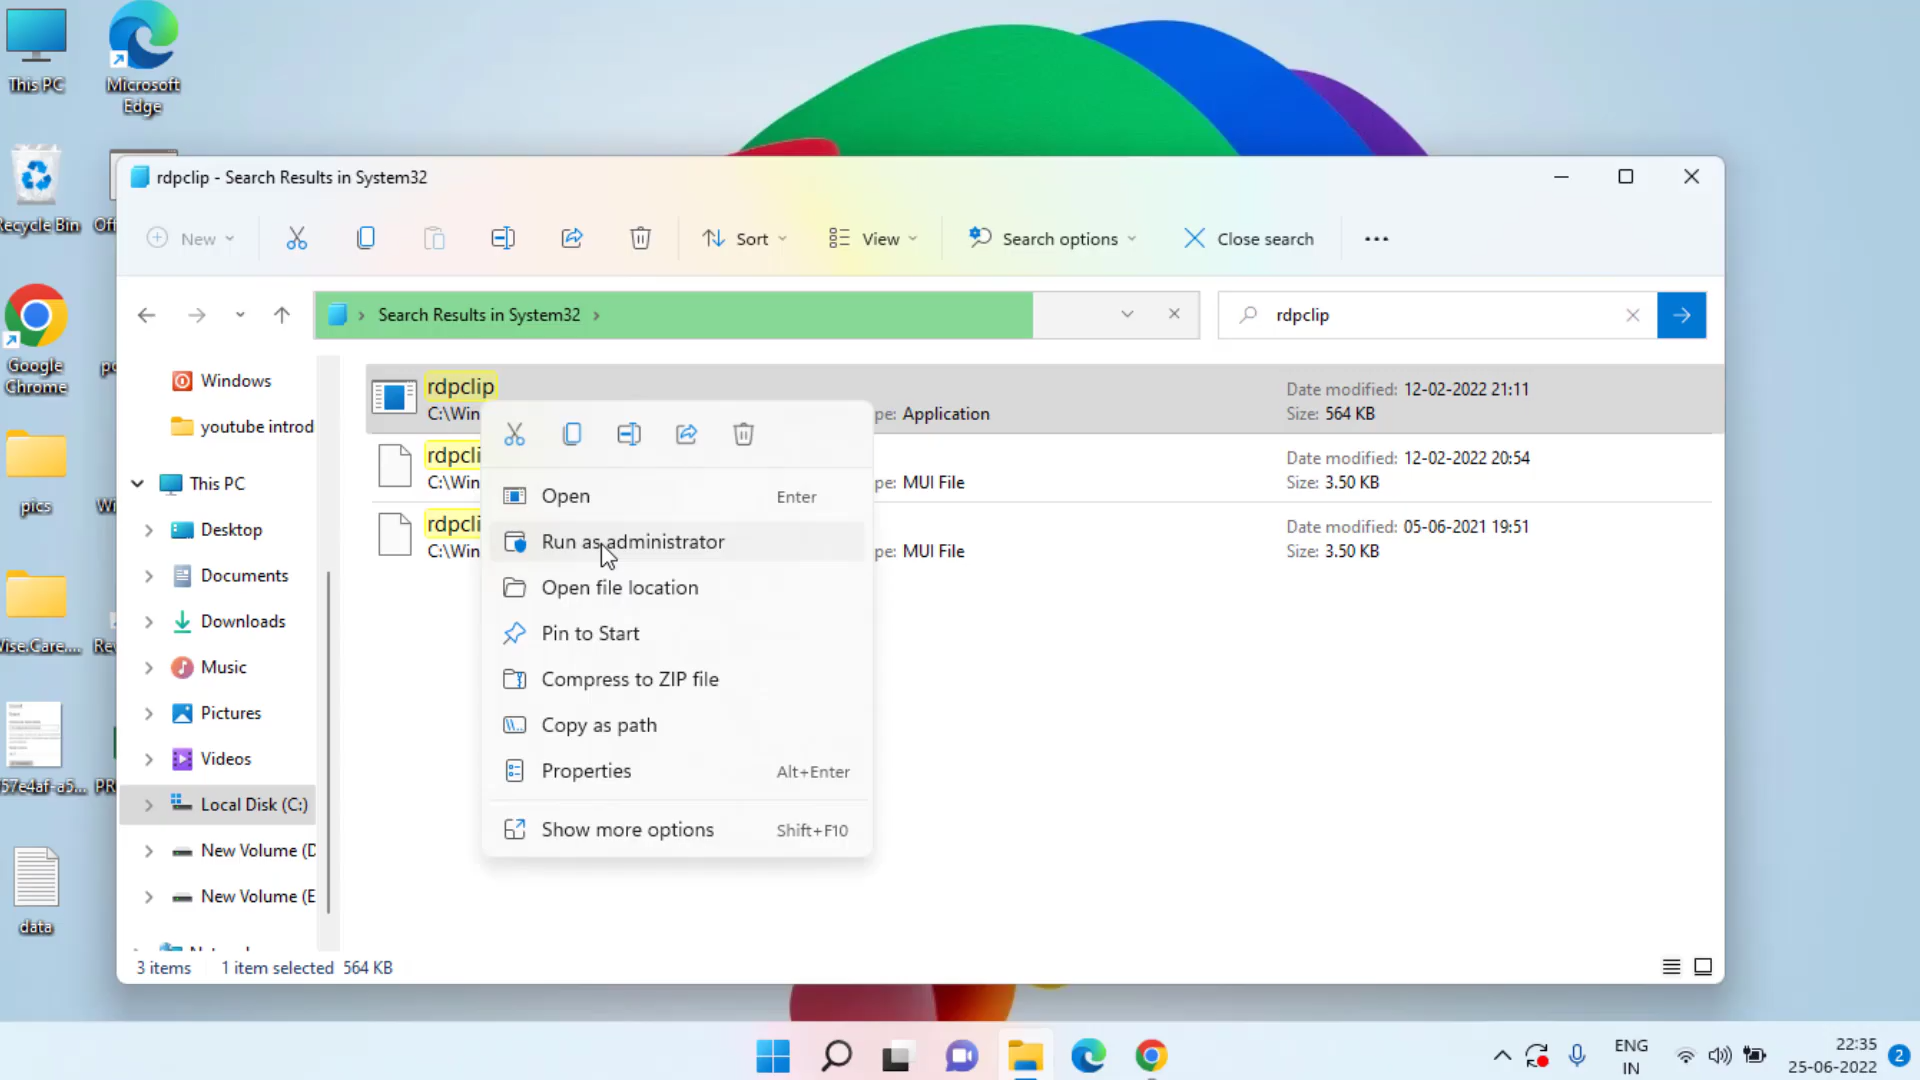 This PC
Microsoft
Edge
Recycle Bin
Google
Chrome
pics
data
rdpclip - Search Results in System32
New
Sort
View
Search options
Close search
Search Results in System32
rdpclip
Windows
youtube introd
This PC
Desktop
Documents
Downloads
Music
Pictures
Videos
Local Disk (C:)
New Volume (D
New Volume (E
rdpclip
C:\Win
pe: Application
Date modified: 12-02-2022 21:11
Size: 564 KB
rdpcli
C:\Win
pe: MUI File
Date modified: 12-02-2022 20:54
Size: 3.50 KB
rdpcli
C:\Win
pe: MUI File
Date modified: 05-06-2021 19:51
Size: 3.50 KB
Open Enter
Run as administrator
Open file location
Pin to Start
Compress to ZIP file
Copy as path
Properties Alt+Enter
Show more options Shift+F10
3 items 1 item selected 564 KB
ENG
IN
22:35
25-06-2022
2